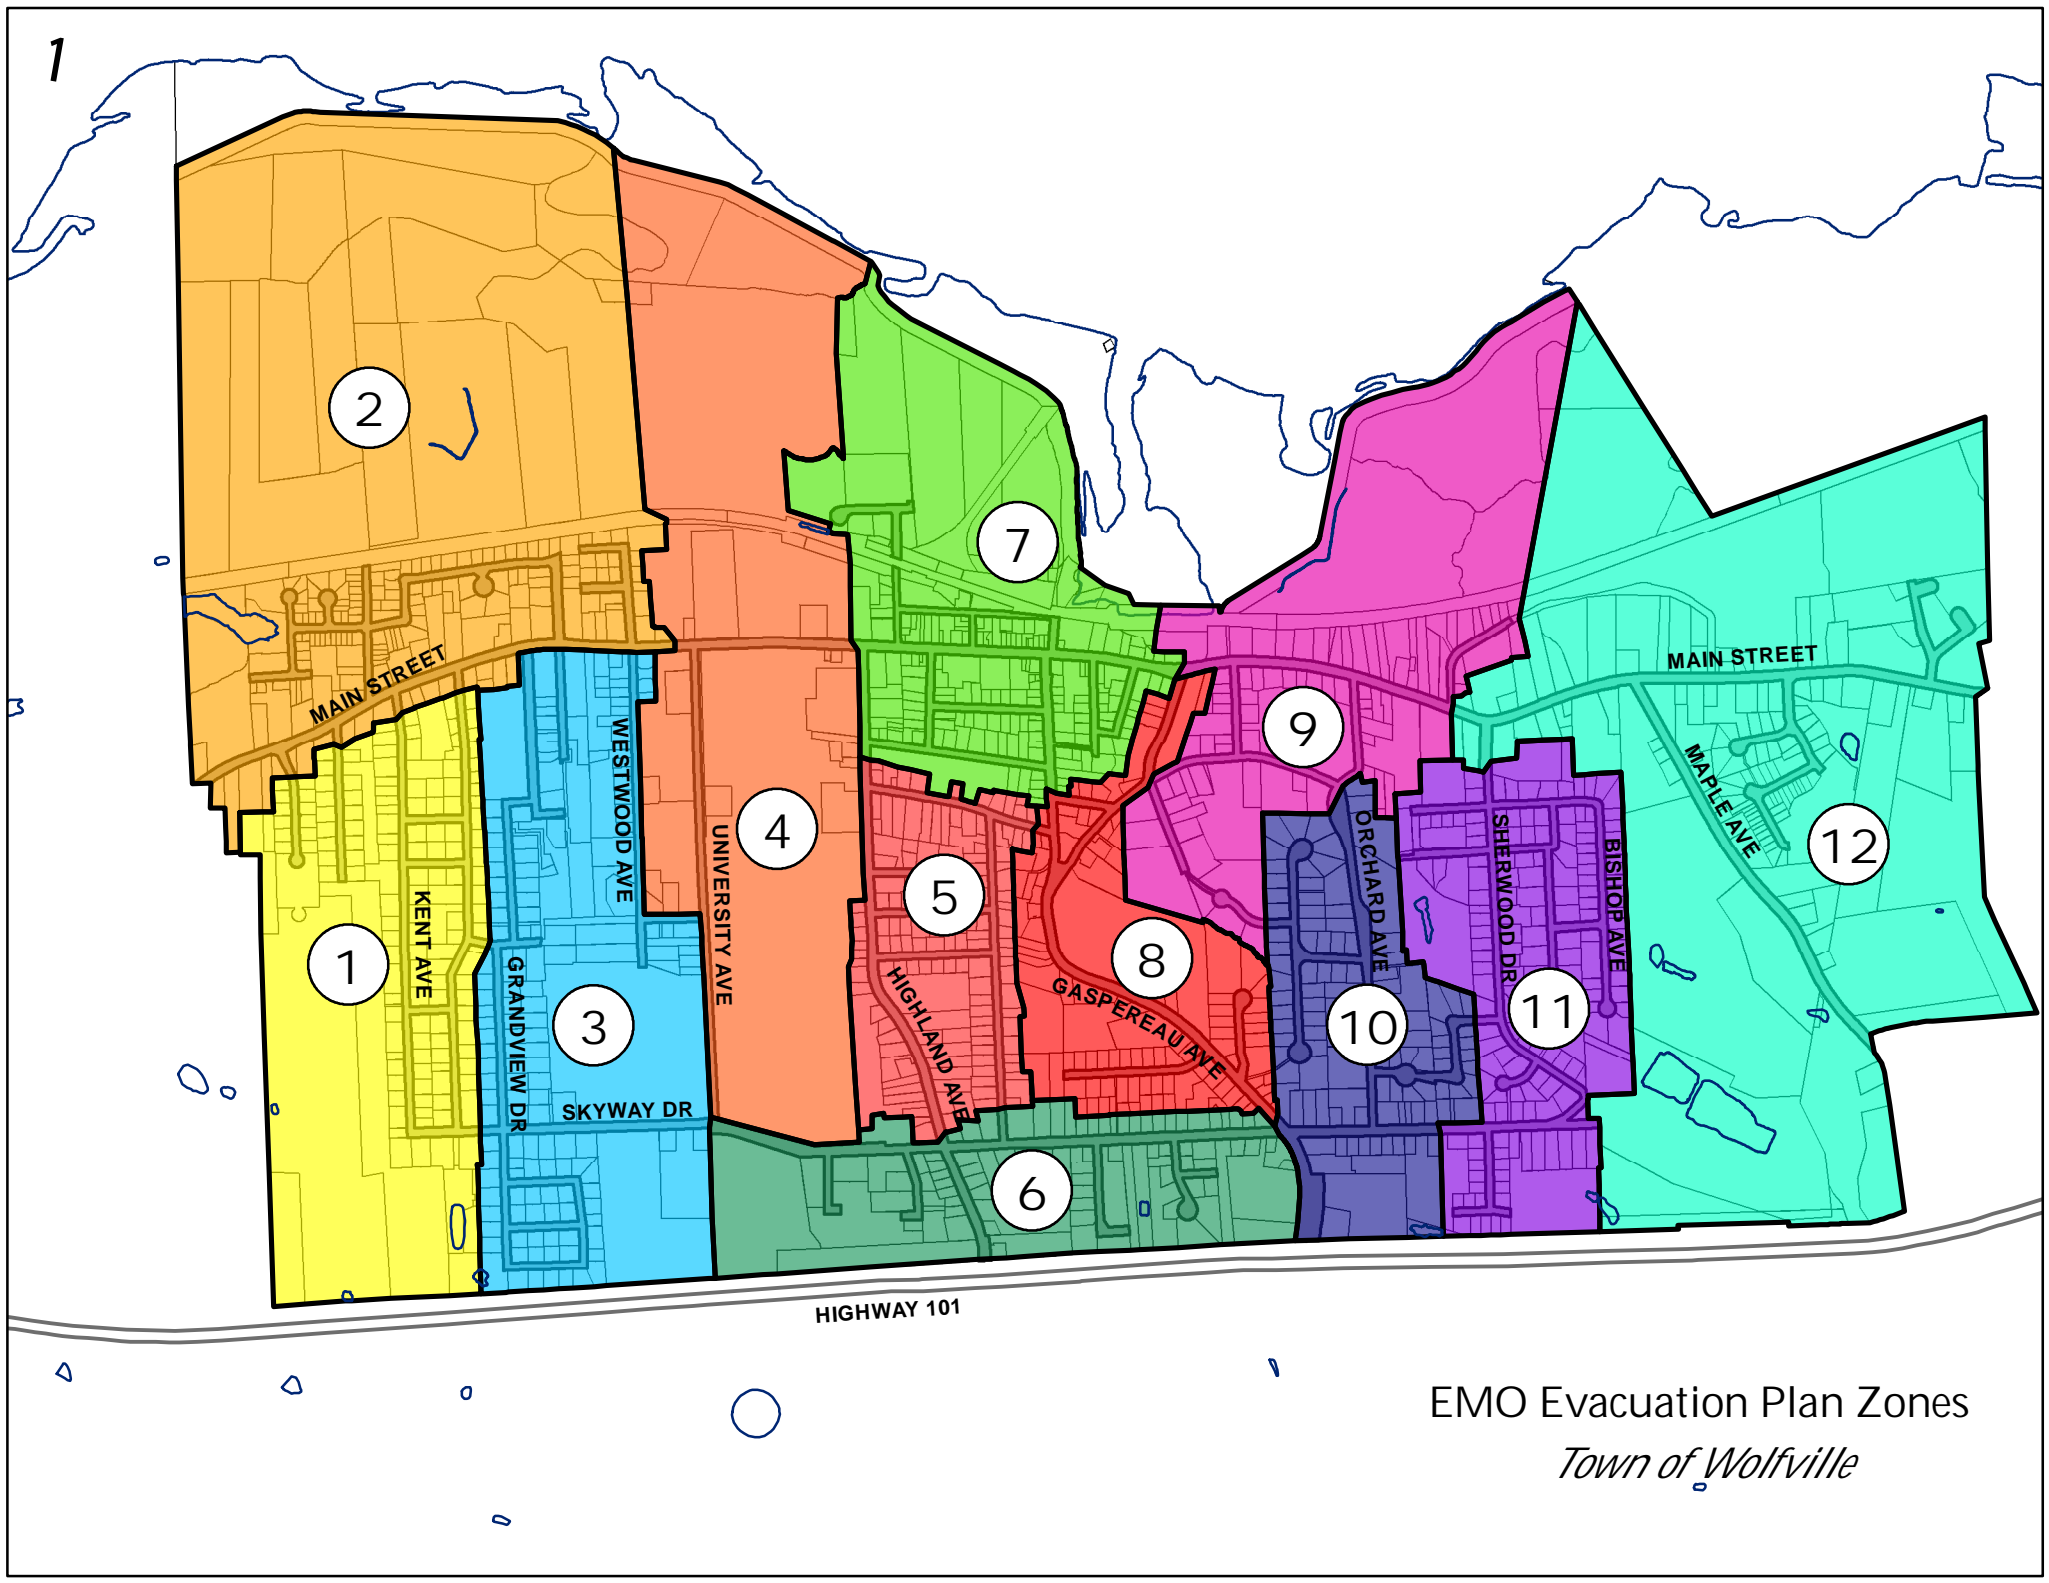 1
2
7
MAIN STREET
MAIN STREET
9
WESTWOOD AVE
MAPLE AVE
4
12
UNIVERSITY AVE
ORCHARD AVE
SHERWOOD DR
BISHOP AVE
5
KENT AVE
1
8
GRANDVIEW DR
HIGHLAND AVE
GASPEREAU AVE
3
10
11
SKYWAY DR
6
HIGHWAY 101
EMO Evacuation Plan Zones
Town of Wolfville